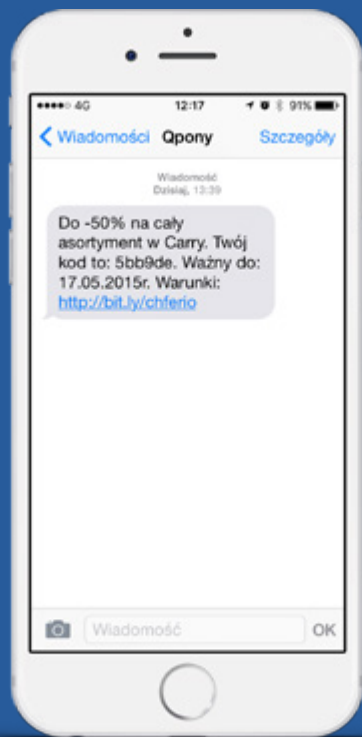 4G 12:17 91%
Wiadomości Qpony Szczegóły
Wiadomość
Dzisiaj, 13:39
Do -50% na cały
asortyment w Carry. Twój
kod to: 5bb9de. Ważny do:
17.05.2015r. Warunki:
http://bit.ly/chferio
Wiadomość OK